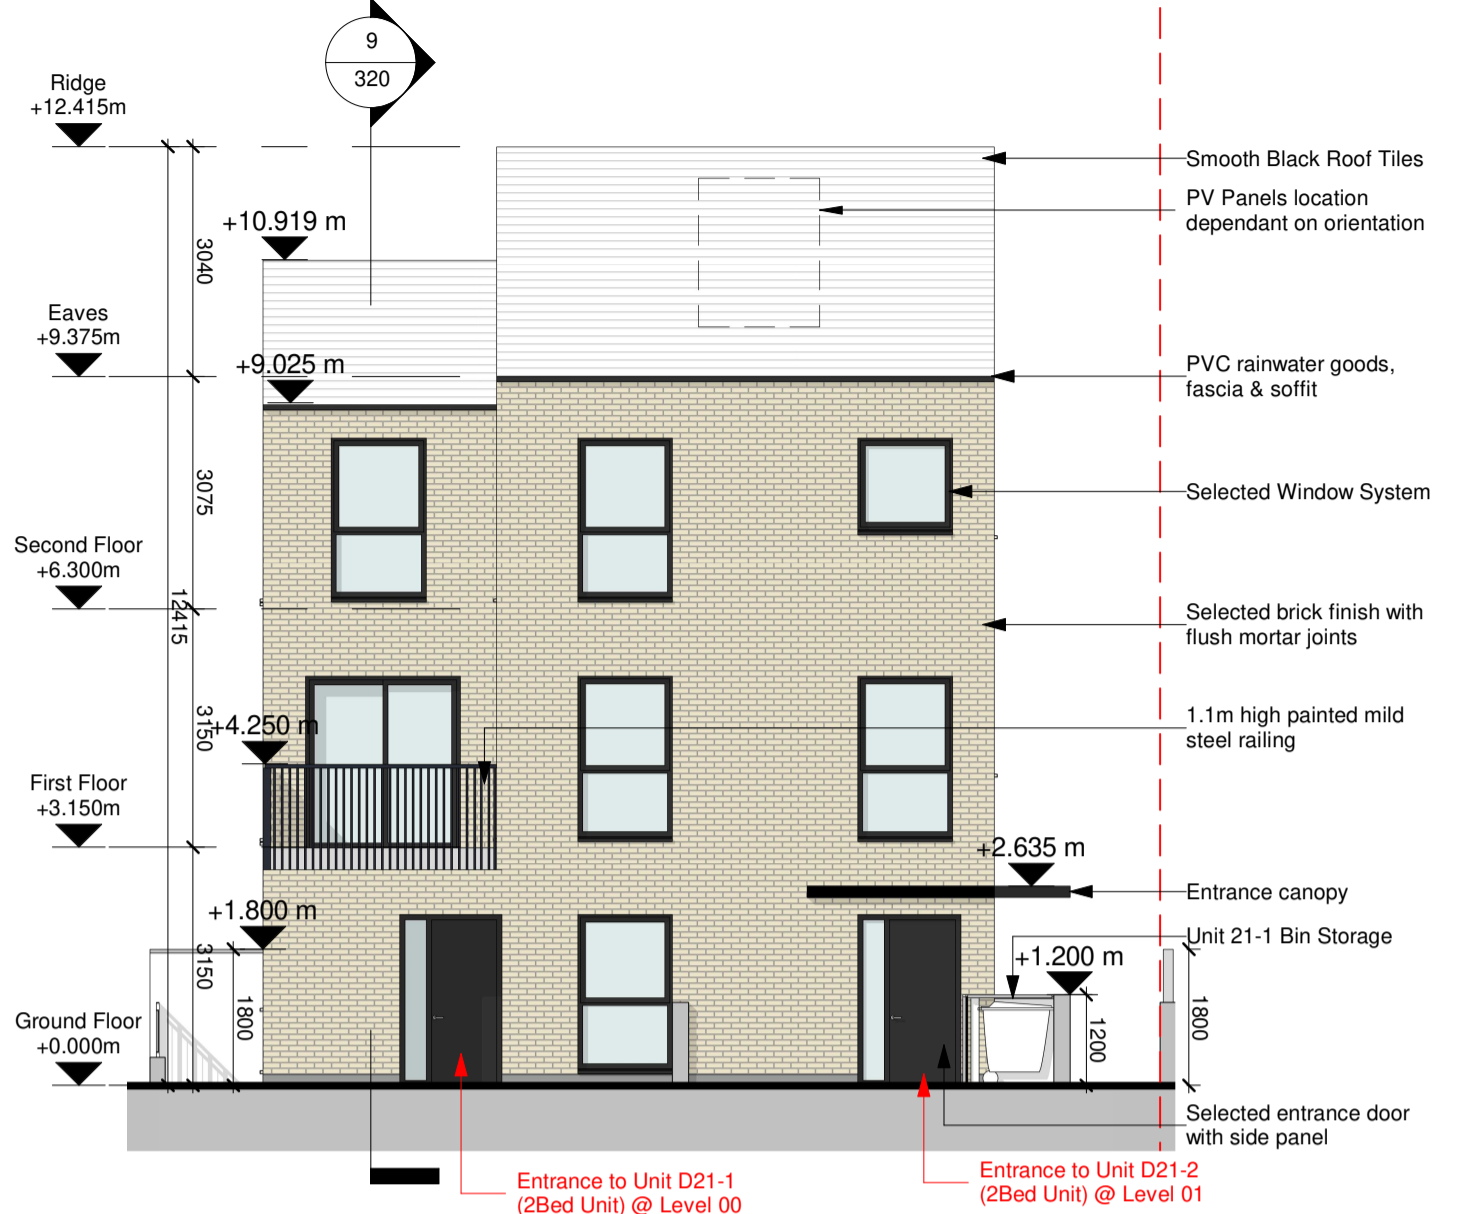 9
320
Ridge
+12.415m
+10.919 m
3040
Eaves
+9.375m
+9.025 m
3075
Second Floor
+6.300m
12415
3150
+4.250 m
First Floor
+3.150m
+2.635 m
+1.800 m
3150
1800
Ground Floor
+0.000m
Smooth Black Roof Tiles
PV Panels location
dependant on orientation
PVC rainwater goods,
fascia & soffit
Selected Window System
Selected brick finish with
flush mortar joints
1.1m high painted mild
steel railing
Entrance canopy
Unit 21-1 Bin Storage
+1.200 m
1200
1800
Selected entrance door
with side panel
Entrance to Unit D21-1
(2Bed Unit) @ Level 00
Entrance to Unit D21-2
(2Bed Unit) @ Level 01